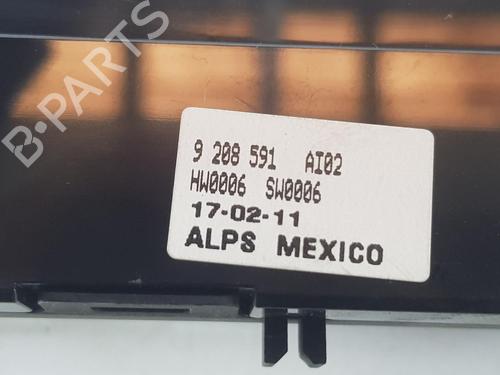 B-PARTS
9 208 591 AI02
HW0006 SW0006
17-02-11
ALPS MEXICO